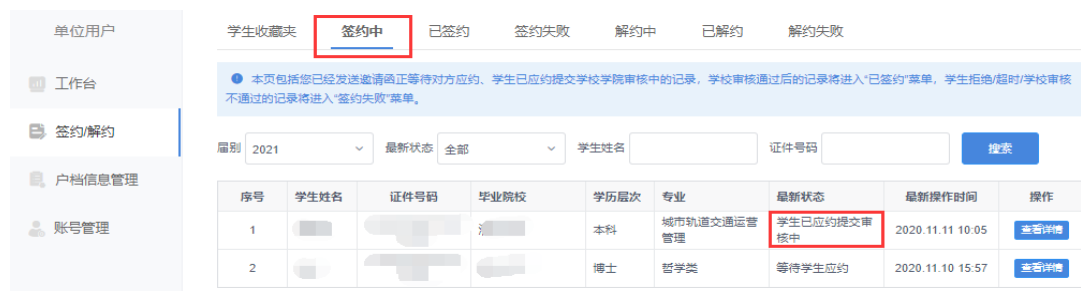 单位用户
学生收藏夹 签约中 已签约 签约失败 解约中 已解约 解约失败
工作台
签约/解约
户档信息管理
账号管理
本页包括您已经发送邀请函正等待对方应约、学生已应约提交学校学院审核中的记录，学校审核通过后的记录将进入“已签约”菜单，学生拒绝/超时/学校审核
不通过的记录将进入“签约失败”菜单。
届别 2021 最新状态 全部 学生姓名 证件号码 搜索
序号 学生姓名 证件号码 毕业院校 学历层次 专业 最新状态 最新操作时间 操作
1 本科 城市轨道交通运营 学生已应约提交审 2020.11.11 10:05 查看详情
管理 核中
2 博士 哲学类 等待学生应约 2020.11.10 15:57 查看详情